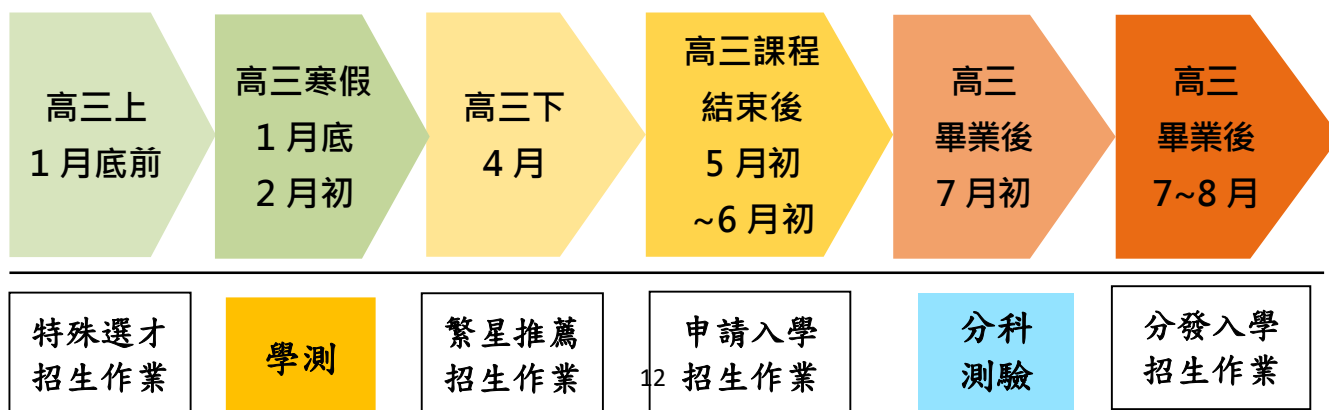 高三上
1 月底前
高三寒假
1 月底
2 月初
高三下
4 月
高三課程
結束後
5 月初
~6 月初
高三
畢業後
7 月初
高三
畢業後
7~8 月
特殊選才
招生作業
學測
繁星推薦
招生作業
12
申請入學
招生作業
分科
測驗
分發入學
招生作業